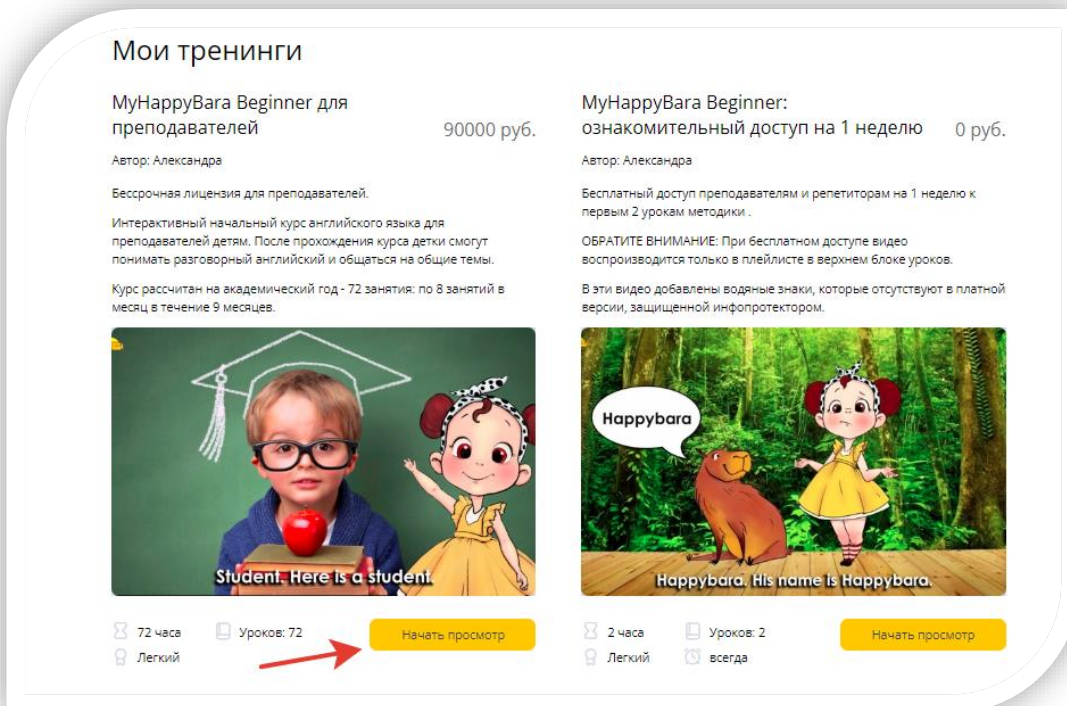 Мои тренинги
MyHappyBara Beginner для
преподавателей
90000 руб.
Автор: Александра
Бессрочная лицензия для преподавателей.
Интерактивный начальный курс английского языка для
преподавателей детям. После прохождения курса детки смогут
понимать разговорный английский и общаться на общие темы.
Курс рассчитан на академический год - 72 занятия: по 8 занятий в
месяц в течение 9 месяцев.
Student. Here is a student.
72 часа
Уроков: 72
Начать просмотр
Легкий
MyHappyBara Beginner:
ознакомительный доступ на 1 неделю
0 руб.
Автор: Александра
Бесплатный доступ преподавателям и репетиторам на 1 неделю к
первым 2 урокам методики .
ОБРАТИТЕ ВНИМАНИЕ: При бесплатном доступе видео
воспроизводится только в плейлисте в верхнем блоке уроков.
В эти видео добавлены водяные знаки, которые отсутствуют в платной
версии, защищенной инфопротектором.
Happybara
Happybara. His name is Happybara.
2 часа
Уроков: 2
Начать просмотр
Легкий
всегда